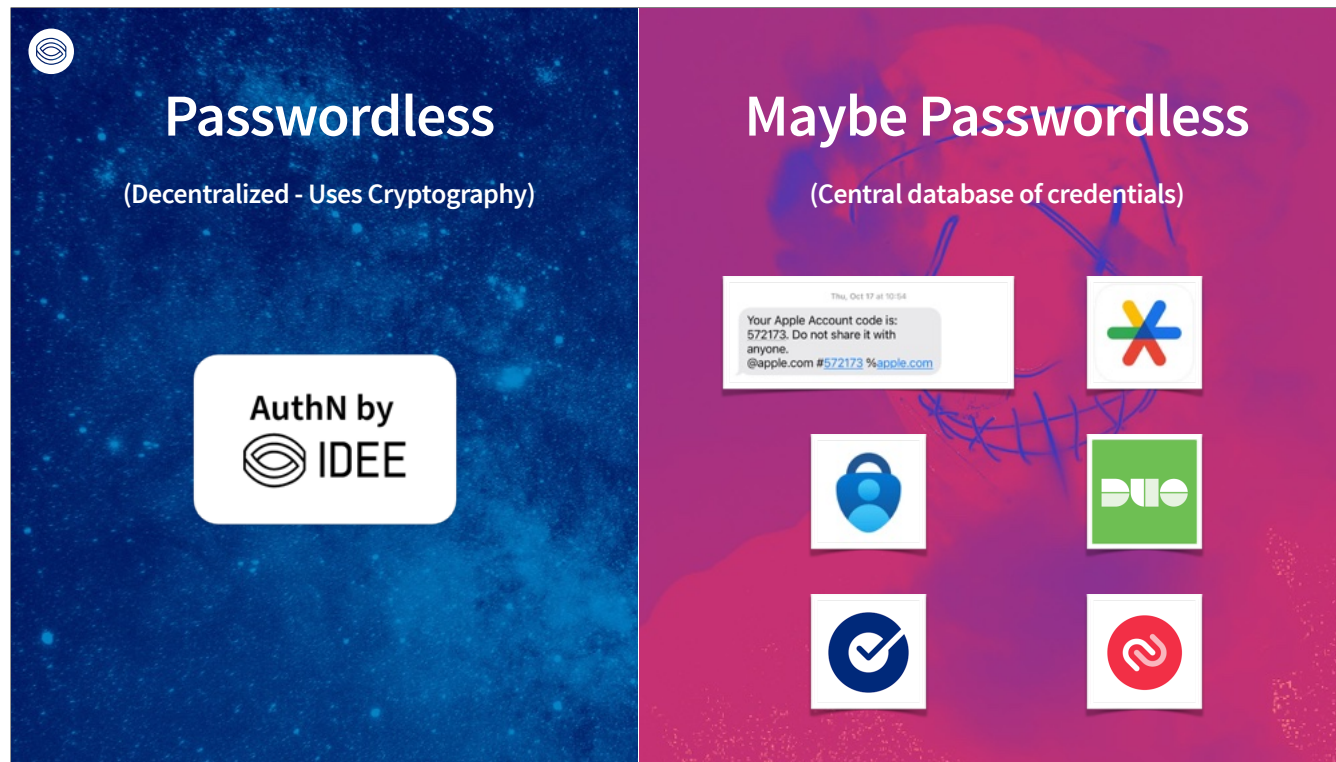 Passwordless
(Decentralized - Uses Cryptography)
AuthN by
IDEE
Maybe Passwordless
(Central database of credentials)
Thu, Oct 17 at 10:54
Your Apple Account code is:
572173. Do not share it with
anyone.
@apple.com #572173 %apple.com
DUO